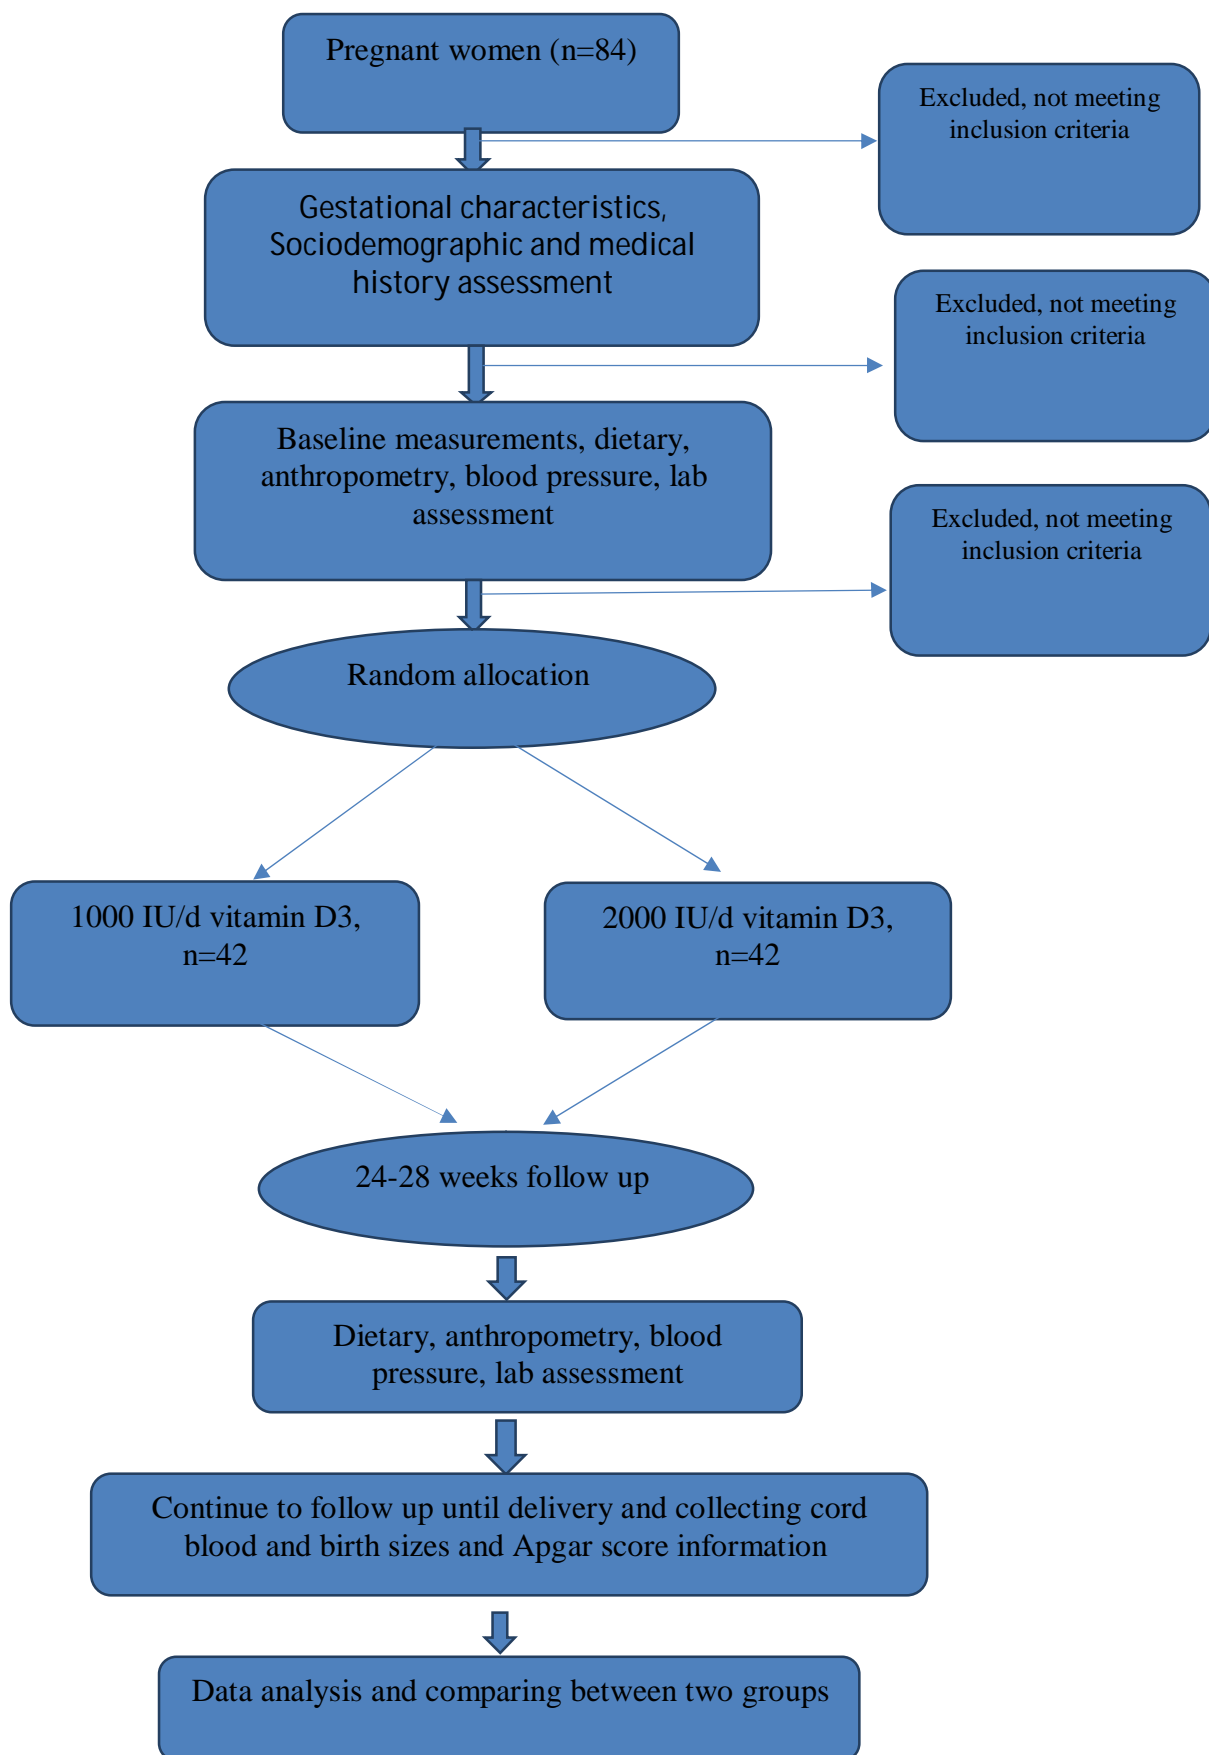 Pregnant women (n=84)
Excluded, not meeting
inclusion criteria
Gestational characteristics,
Sociodemographic and medical
history assessment
Excluded, not meeting
inclusion criteria
Baseline measurements, dietary,
anthropometry, blood pressure, lab
assessment
Excluded, not meeting
inclusion criteria
Random allocation
1000 IU/d vitamin D3,
n=42
2000 IU/d vitamin D3,
n=42
24-28 weeks follow up
Dietary, anthropometry, blood
pressure, lab assessment
Continue to follow up until delivery and collecting cord
blood and birth sizes and Apgar score information
Data analysis and comparing between two groups